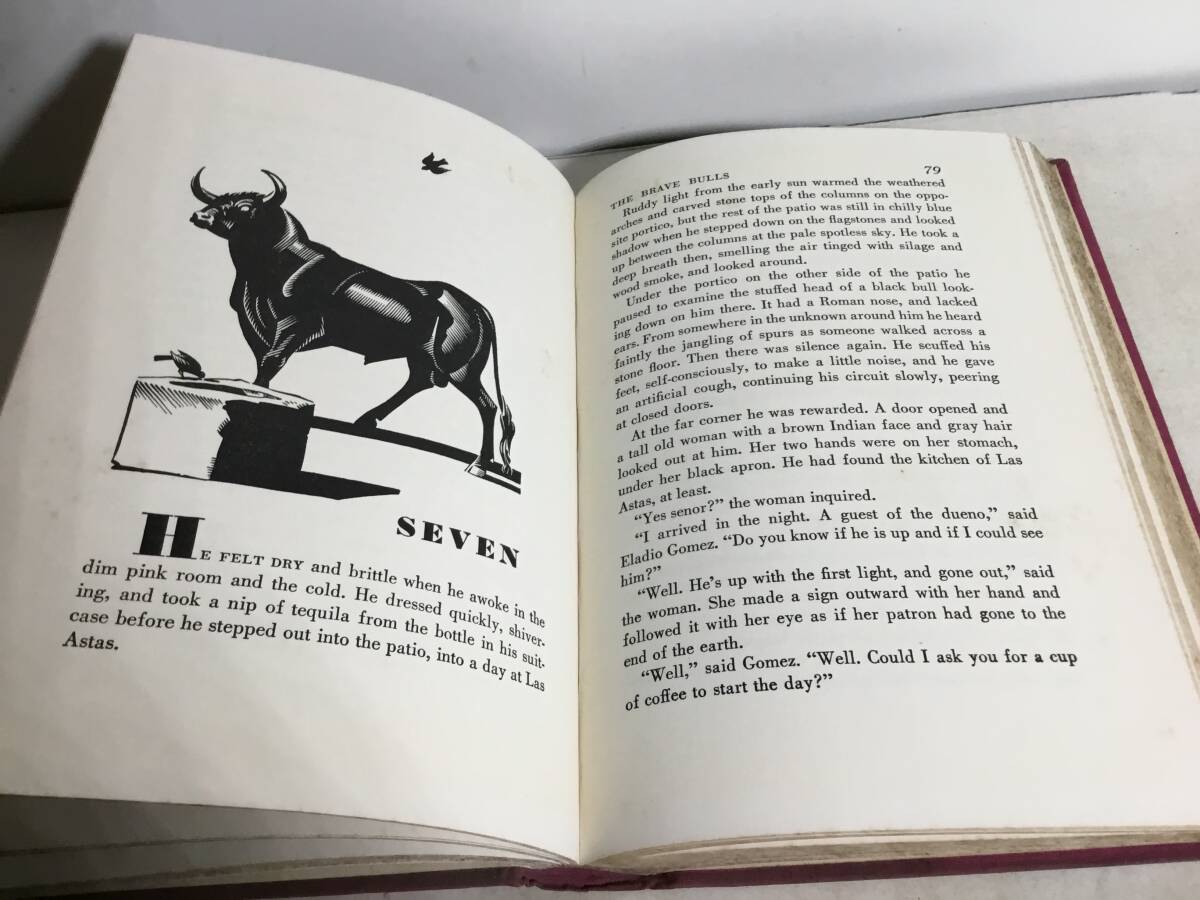 SEVEN
HE FELT DRY and brittle when he awoke in the
dim pink room and the cold. He dressed quickly, shiver-
ing, and took a nip of tequila from the bottle in his suit-
case before he stepped out into the patio, into a day at Las
Astas.
THE BRAVE BULLS 79
Ruddy light from the early sun warmed the weathered
arches and carved stone tops of the columns on the oppo-
site portico, but the rest of the patio was still in chilly blue
shadow when he stepped down on the flagstones and looked
up between the columns at the pale spotless sky. He took a
deep breath then, smelling the air tinged with silage and
wood smoke, and looked around.
Under the portico on the other side of the patio he
paused to examine the stuffed head of a black bull look-
ing down on him there. It had a Roman nose, and lacked
ears. From somewhere in the unknown around him he heard
faintly the jangling of spurs as someone walked across a
stone floor. Then there was silence again. He scuffed his
feet, self-consciously, to make a little noise, and he gave
an artificial cough, continuing his circuit slowly, peering
at closed doors.
At the far corner he was rewarded. A door opened and
a tall old woman with a brown Indian face and gray hair
looked out at him. Her two hands were on her stomach,
under her black apron. He had found the kitchen of Las
Astas, at least.
“Yes senor?” the woman inquired.
“I arrived in the night. A guest of the dueno,” said
Eladio Gomez. “Do you know if he is up and if I could see
him?”
“Well. He’s up with the first light, and gone out,” said
the woman. She made a sign outward with her hand and
followed it with her eye as if her patron had gone to the
end of the earth.
“Well,” said Gomez. “Well. Could I ask you for a cup
of coffee to start the day?”